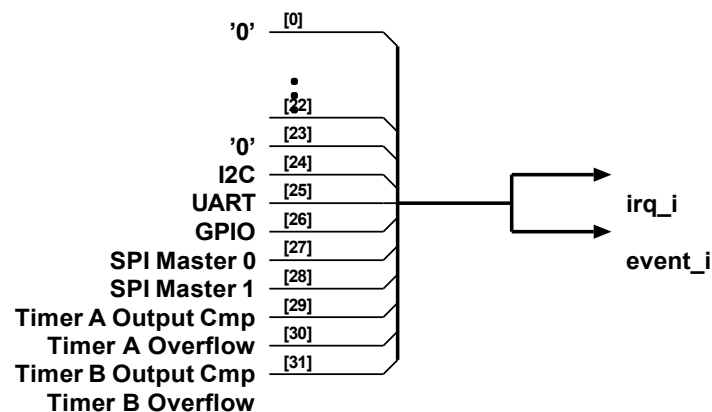 '0' [0]
[22]
'0' [23]
I2C [24]
UART [25]
GPIO [26]
SPI Master 0 [27]
SPI Master 1 [28]
Timer A Output Cmp [29]
Timer A Overflow [30]
Timer B Output Cmp [31]
Timer B Overflow
irq_i
event_i